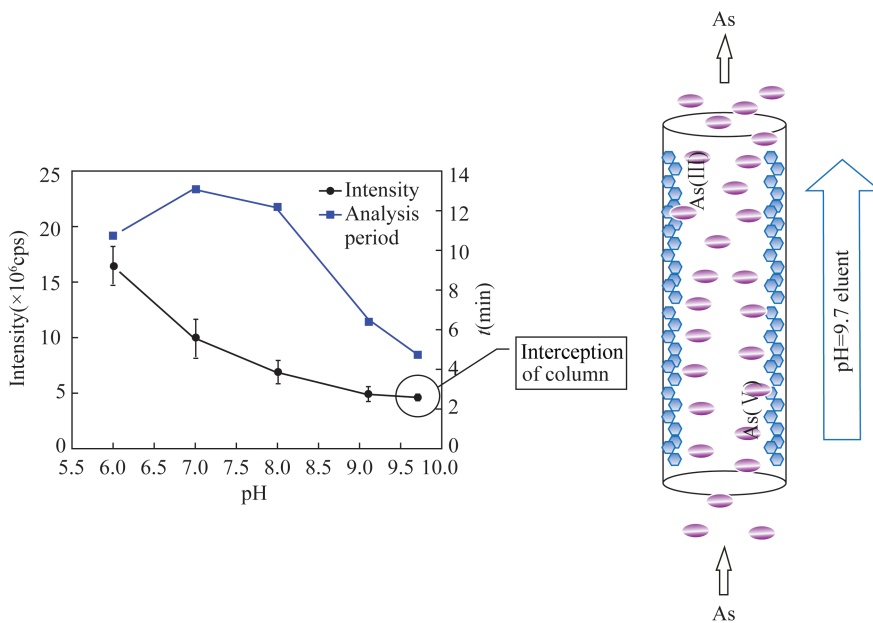 25
20
15
10
5
0
Intensity(×10⁶cps)
Intensity
Analysis
period
14
12
10
8
6
4
2
0
t(min)
5.5 6.0 6.5 7.0 7.5 8.0 8.5 9.0 9.5 10.0
pH
Interception
of column
As
As(III)
As(V)
pH=9.7 eluent
As